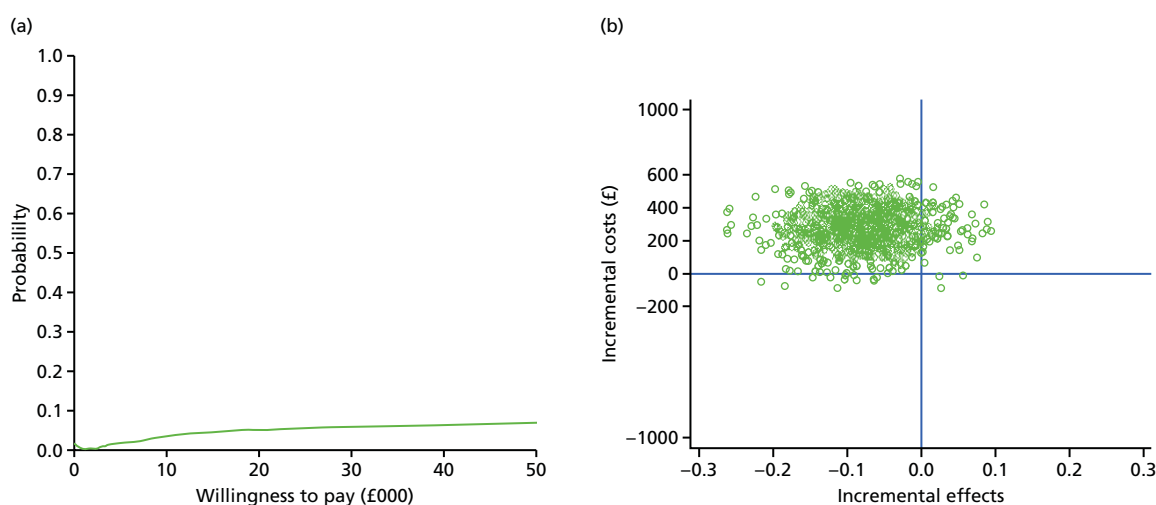 (a)
1.0
0.9
0.8
0.7
0.6
0.5
0.4
0.3
0.2
0.1
0.0
Probabililty
0 10 20 30 40 50
Willingness to pay (£000)
(b)
1000
600
400
200
0
−200
−1000
Incremental costs (£)
−0.3 −0.2 −0.1 0.0 0.1 0.2 0.3
Incremental effects